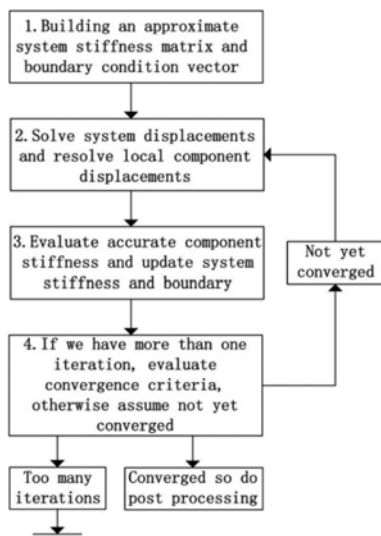 1.Building an approximate
system stiffness matrix and
boundary condition vector
2.Solve system displacements
and resolve local component
displacements
3.Evaluate accurate component
stiffness and update system
stiffness and boundary
Not yet
converged
4.If we have more than one
iteration, evaluate
convergence criteria,
otherwise assume not yet
converged
Too many
iterations
Converged so do
post processing